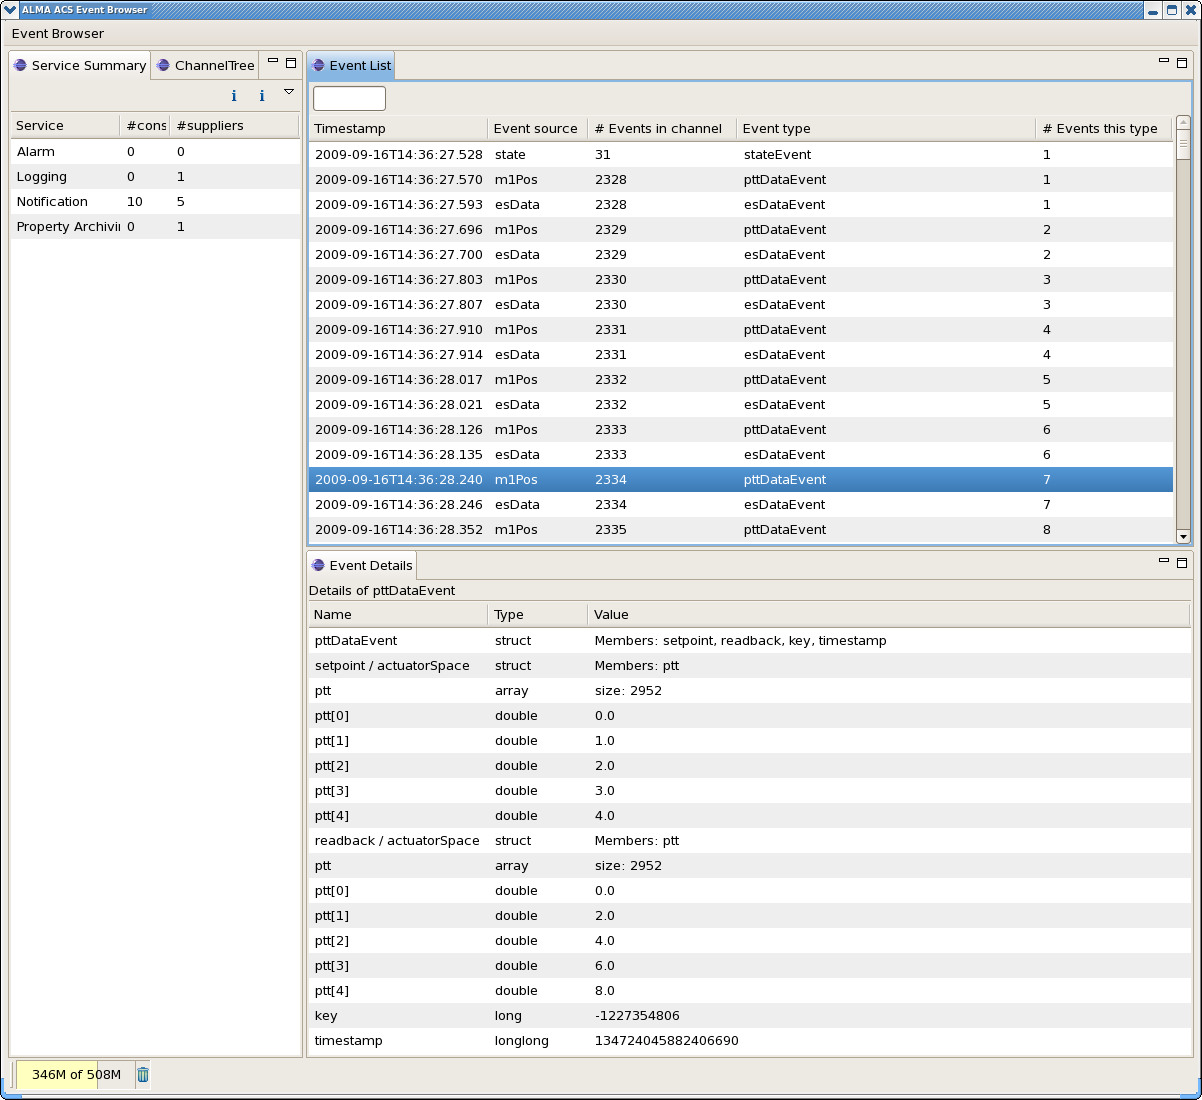 ALMA ACS Event Browser
Event Browser
Service Summary
ChannelTree
Service #cons #suppliers
Alarm 0 0
Logging 0 1
Notification 10 5
Property Archivi 0 1
Event List
Timestamp Event source # Events in channel Event type # Events this type
2009-09-16T14:36:27.528 state 31 stateEvent 1
2009-09-16T14:36:27.570 m1Pos 2328 pttDataEvent 1
2009-09-16T14:36:27.593 esData 2328 esDataEvent 1
2009-09-16T14:36:27.696 m1Pos 2329 pttDataEvent 2
2009-09-16T14:36:27.700 esData 2329 esDataEvent 2
2009-09-16T14:36:27.803 m1Pos 2330 pttDataEvent 3
2009-09-16T14:36:27.807 esData 2330 esDataEvent 3
2009-09-16T14:36:27.910 m1Pos 2331 pttDataEvent 4
2009-09-16T14:36:27.914 esData 2331 esDataEvent 4
2009-09-16T14:36:28.017 m1Pos 2332 pttDataEvent 5
2009-09-16T14:36:28.021 esData 2332 esDataEvent 5
2009-09-16T14:36:28.126 m1Pos 2333 pttDataEvent 6
2009-09-16T14:36:28.135 esData 2333 esDataEvent 6
2009-09-16T14:36:28.240 m1Pos 2334 pttDataEvent 7
2009-09-16T14:36:28.246 esData 2334 esDataEvent 7
2009-09-16T14:36:28.352 m1Pos 2335 pttDataEvent 8
Event Details
Details of pttDataEvent
Name Type Value
pttDataEvent struct Members: setpoint, readback, key, timestamp
setpoint / actuatorSpace struct Members: ptt
ptt array size: 2952
ptt[0] double 0.0
ptt[1] double 1.0
ptt[2] double 2.0
ptt[3] double 3.0
ptt[4] double 4.0
readback / actuatorSpace struct Members: ptt
ptt array size: 2952
ptt[0] double 0.0
ptt[1] double 2.0
ptt[2] double 4.0
ptt[3] double 6.0
ptt[4] double 8.0
key long -1227354806
timestamp longlong 134724045882406690
346M of 508M